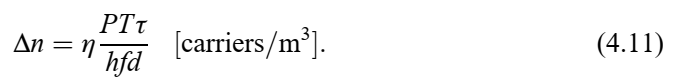 Δn = η PTτ / hfd [carriers/m³]. (4.11)